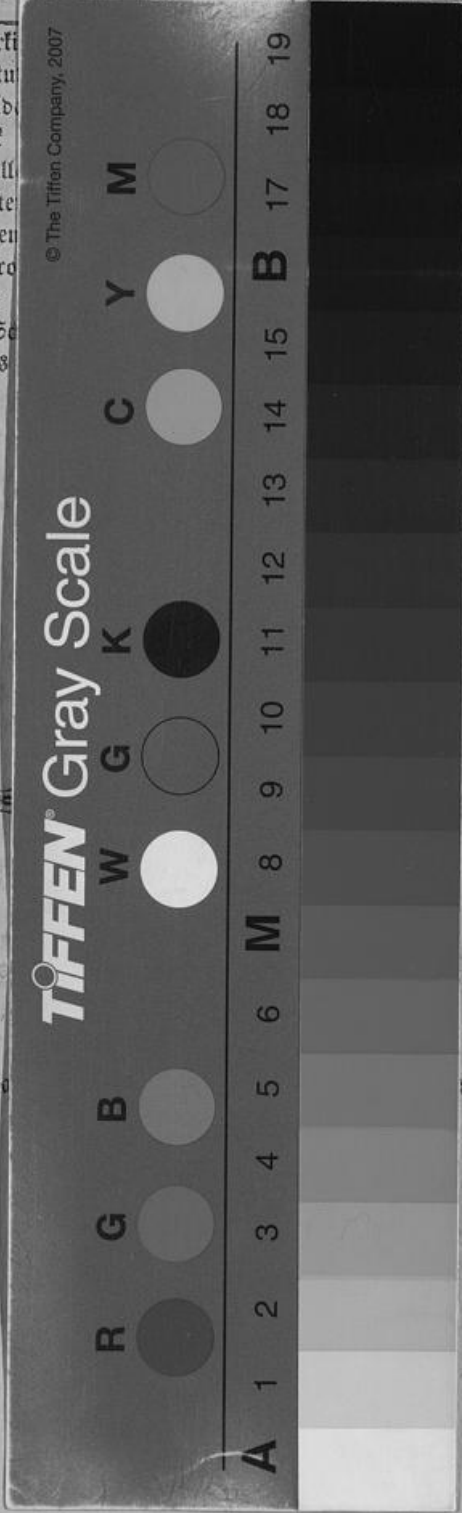 © The Tiffen Company, 2007
TIFFEN® Gray Scale
R G B W G K C Y M
A 1 2 3 4 5 6 M 8 9 10 11 12 13 14 15 B 17 18 19